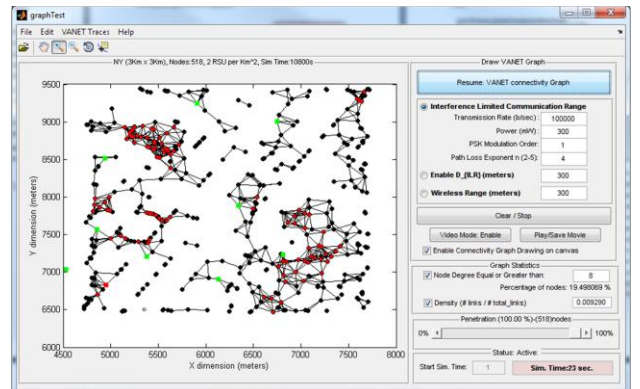 graphTest
File Edit VANET Traces Help
NY (3Km x 3Km), Nodes:518, 2 RSU per Km^2, Sim Time:10800s
9500
9000
8500
8000
7500
7000
6500
6000
4500 5000 5500 6000 6500 7000 7500 8000
X dimension (meters)
Y dimension (meters)
Draw VANET Graph
Resume: VANET connectivity Graph
Interference Limited Communication Range
Transmission Rate (b/sec): 100000
Power (mW): 300
PSK Modulation Order: 1
Path Loss Exponent n (2-5): 4
Enable D_{ILR} (meters) 300
Wireless Range (meters) 300
Clear / Stop
Video Mode: Enable Play/Save Movie
Enable Connectivity Graph Drawing on canvas
Graph Statistics
Node Degree Equal or Greater than: 8
Percentage of nodes: 19.498069 %
Density (# links / # total_links) 0.009290
Penetration (100.00 %)-(518)nodes
0% 100%
Status: Active:
Start Sim. Time: 1 Sim. Time:23 sec.